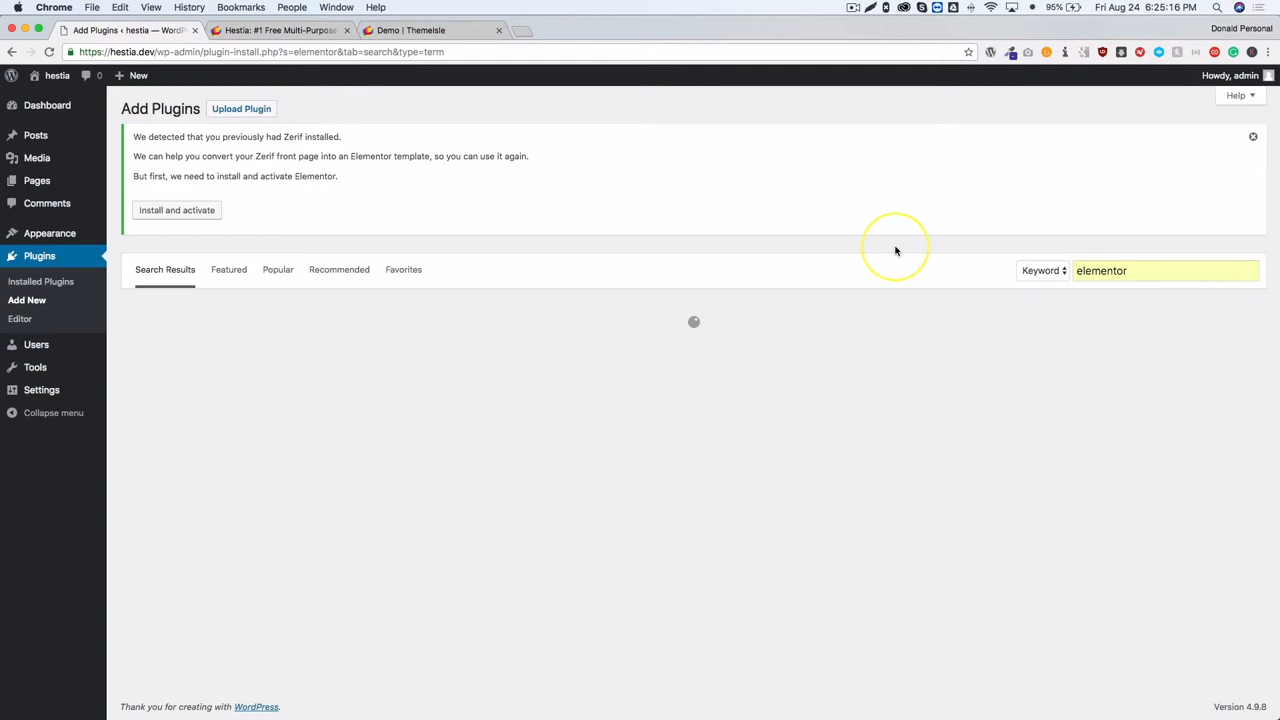 Chrome File Edit View History Bookmarks People Window Help 95% Fri Aug 24 6:25:16 PM
Add Plugins ‹ hestia — WordP Hestia: #1 Free Multi-Purpose Demo | ThemeIsle Donald Personal
https://hestia.dev/wp-admin/plugin-install.php?s=elementor&tab=search&type=term
hestia 0 New Howdy, admin
Help
Add Plugins Upload Plugin
Dashboard
Posts
Media
Pages
Comments
Appearance
Plugins
Installed Plugins
Add New
Editor
Users
Tools
Settings
Collapse menu
We detected that you previously had Zerif installed.
We can help you convert your Zerif front page into an Elementor template, so you can use it again.
But first, we need to install and activate Elementor.
Install and activate
Search Results Featured Popular Recommended Favorites Keyword elementor
Thank you for creating with WordPress. Version 4.9.8